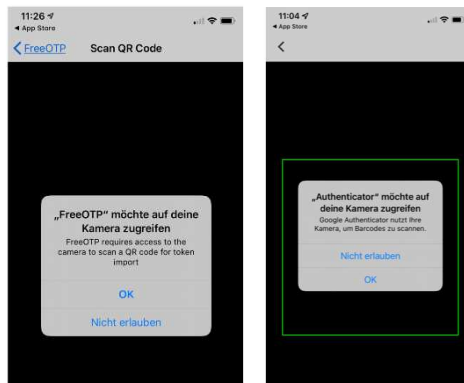 11:26
◀ App Store
FreeOTP
Scan QR Code
„FreeOTP“ möchte auf deine
Kamera zugreifen
FreeOTP requires access to the
camera to scan a QR code for token
import
OK
Nicht erlauben
11:04
◀ App Store
„Authenticator“ möchte auf
deine Kamera zugreifen
Google Authenticator nutzt Ihre
Kamera, um Barcodes zu scannen.
Nicht erlauben
OK